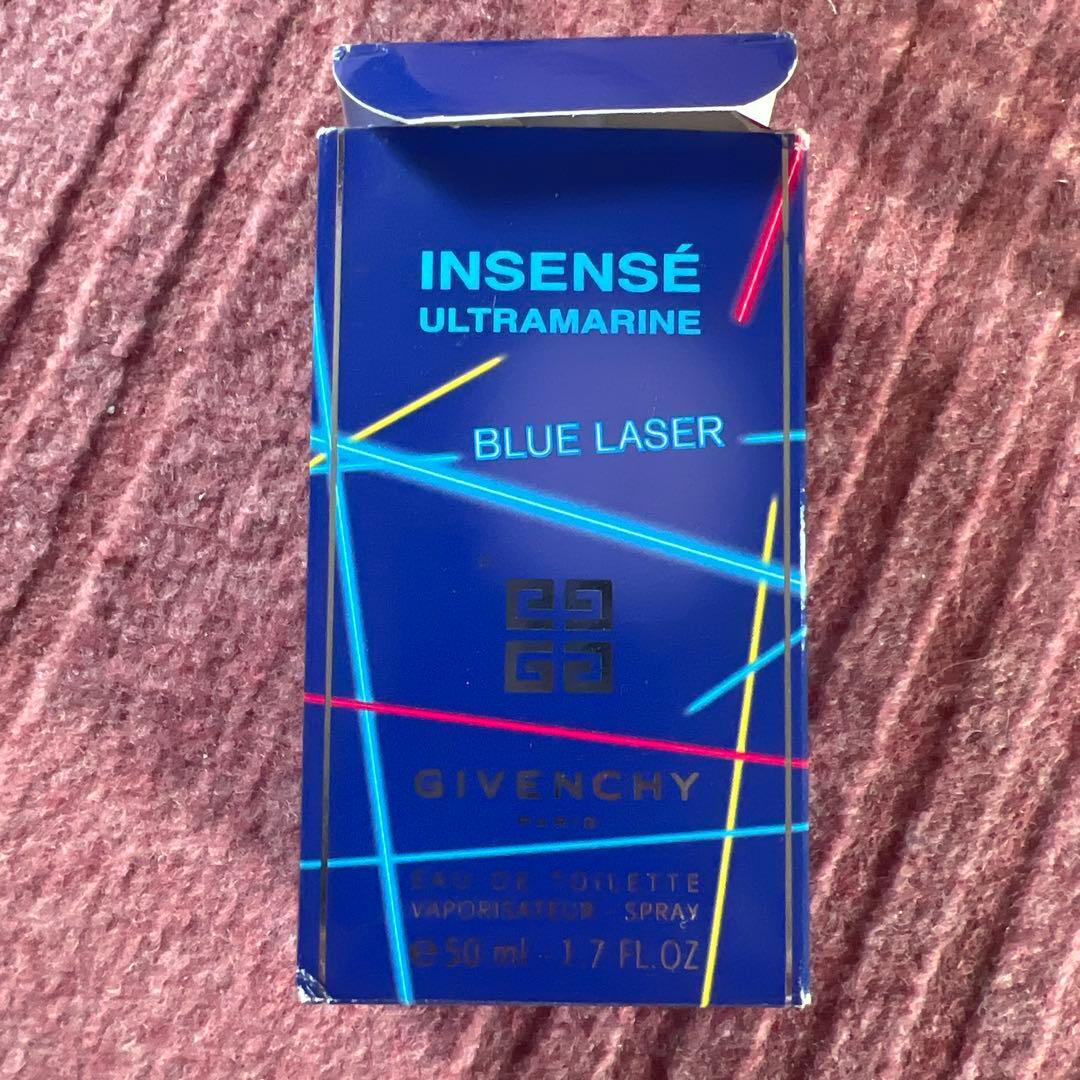 INSENSÉ
ULTRAMARINE
BLUE LASER
GIVENCHY
PARIS
EAU DE TOILETTE
VAPORISATEUR - SPRAY
℮ 50 ml - 1.7 FL.OZ